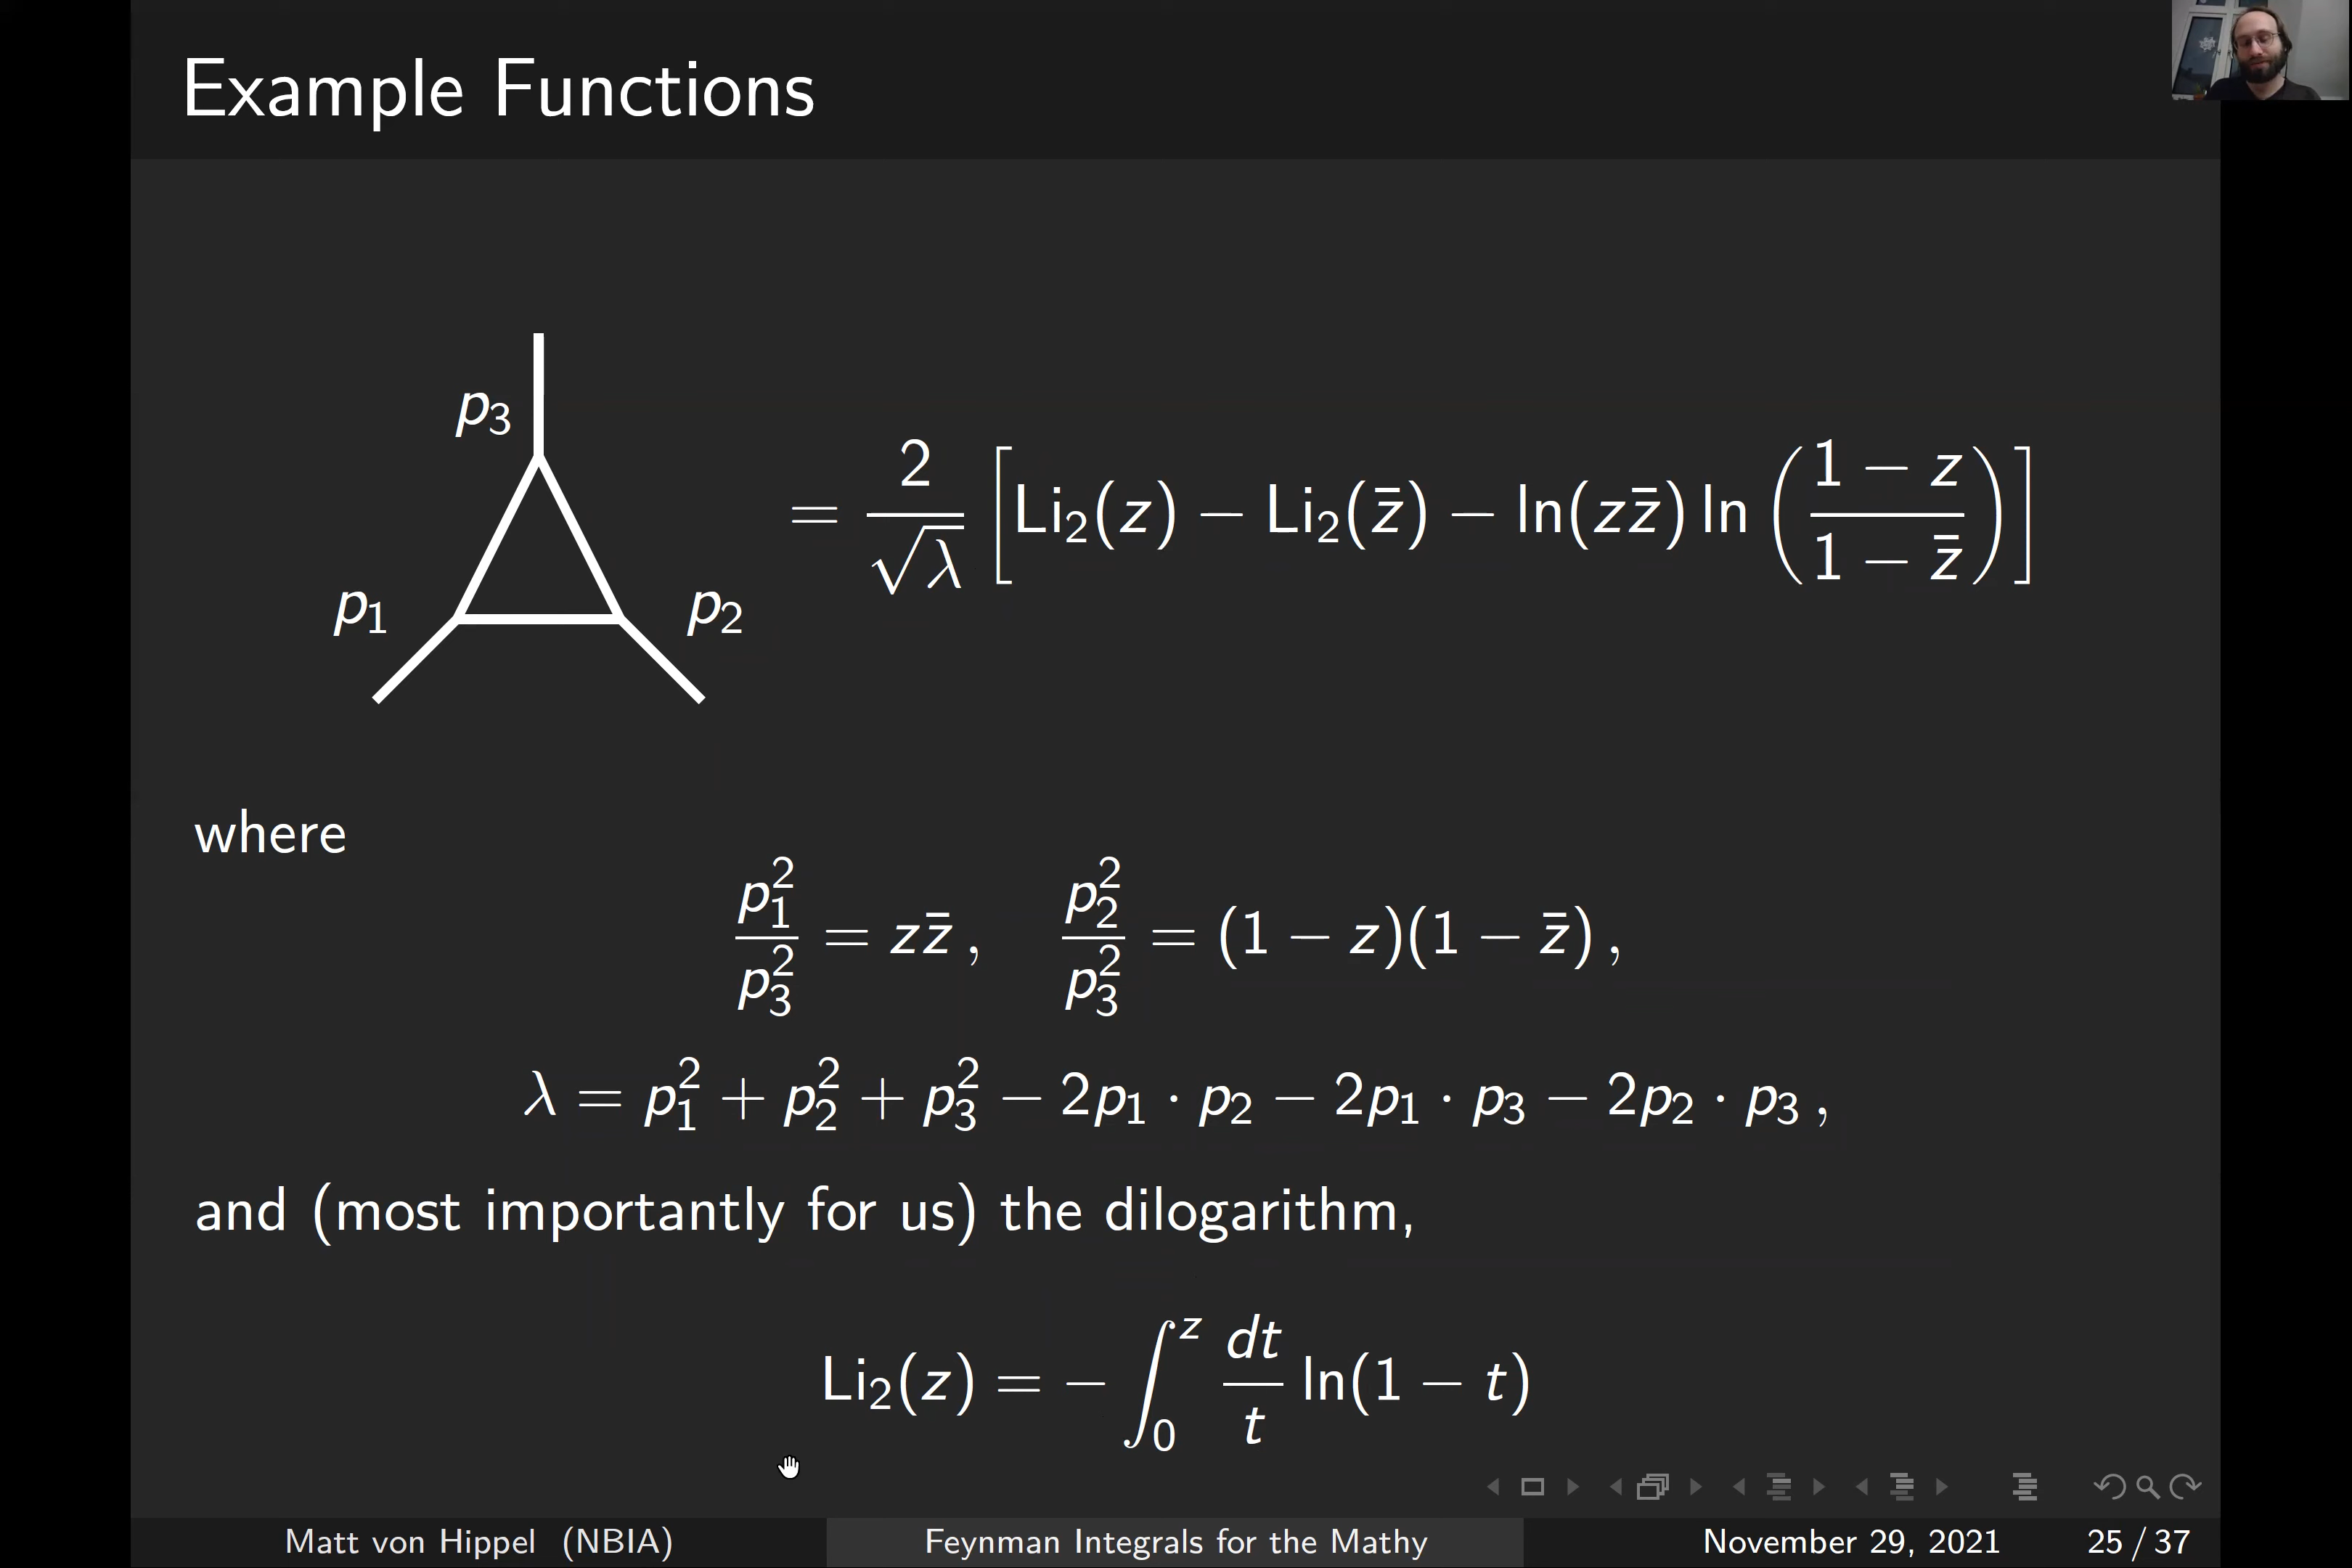 Example Functions
p₃
p₁
p₂
= 2/√λ [Li₂(z) − Li₂(z̄) − ln(zz̄) ln((1 − z)/(1 − z̄))]
where
p₁²/p₃² = zz̄ , p₂²/p₃² = (1 − z)(1 − z̄) ,
λ = p₁² + p₂² + p₃² − 2p₁ · p₂ − 2p₁ · p₃ − 2p₂ · p₃ ,
and (most importantly for us) the dilogarithm,
Li₂(z) = − ∫₀ᶻ dt/t ln(1 − t)
Matt von Hippel (NBIA) Feynman Integrals for the Mathy November 29, 2021 25 / 37